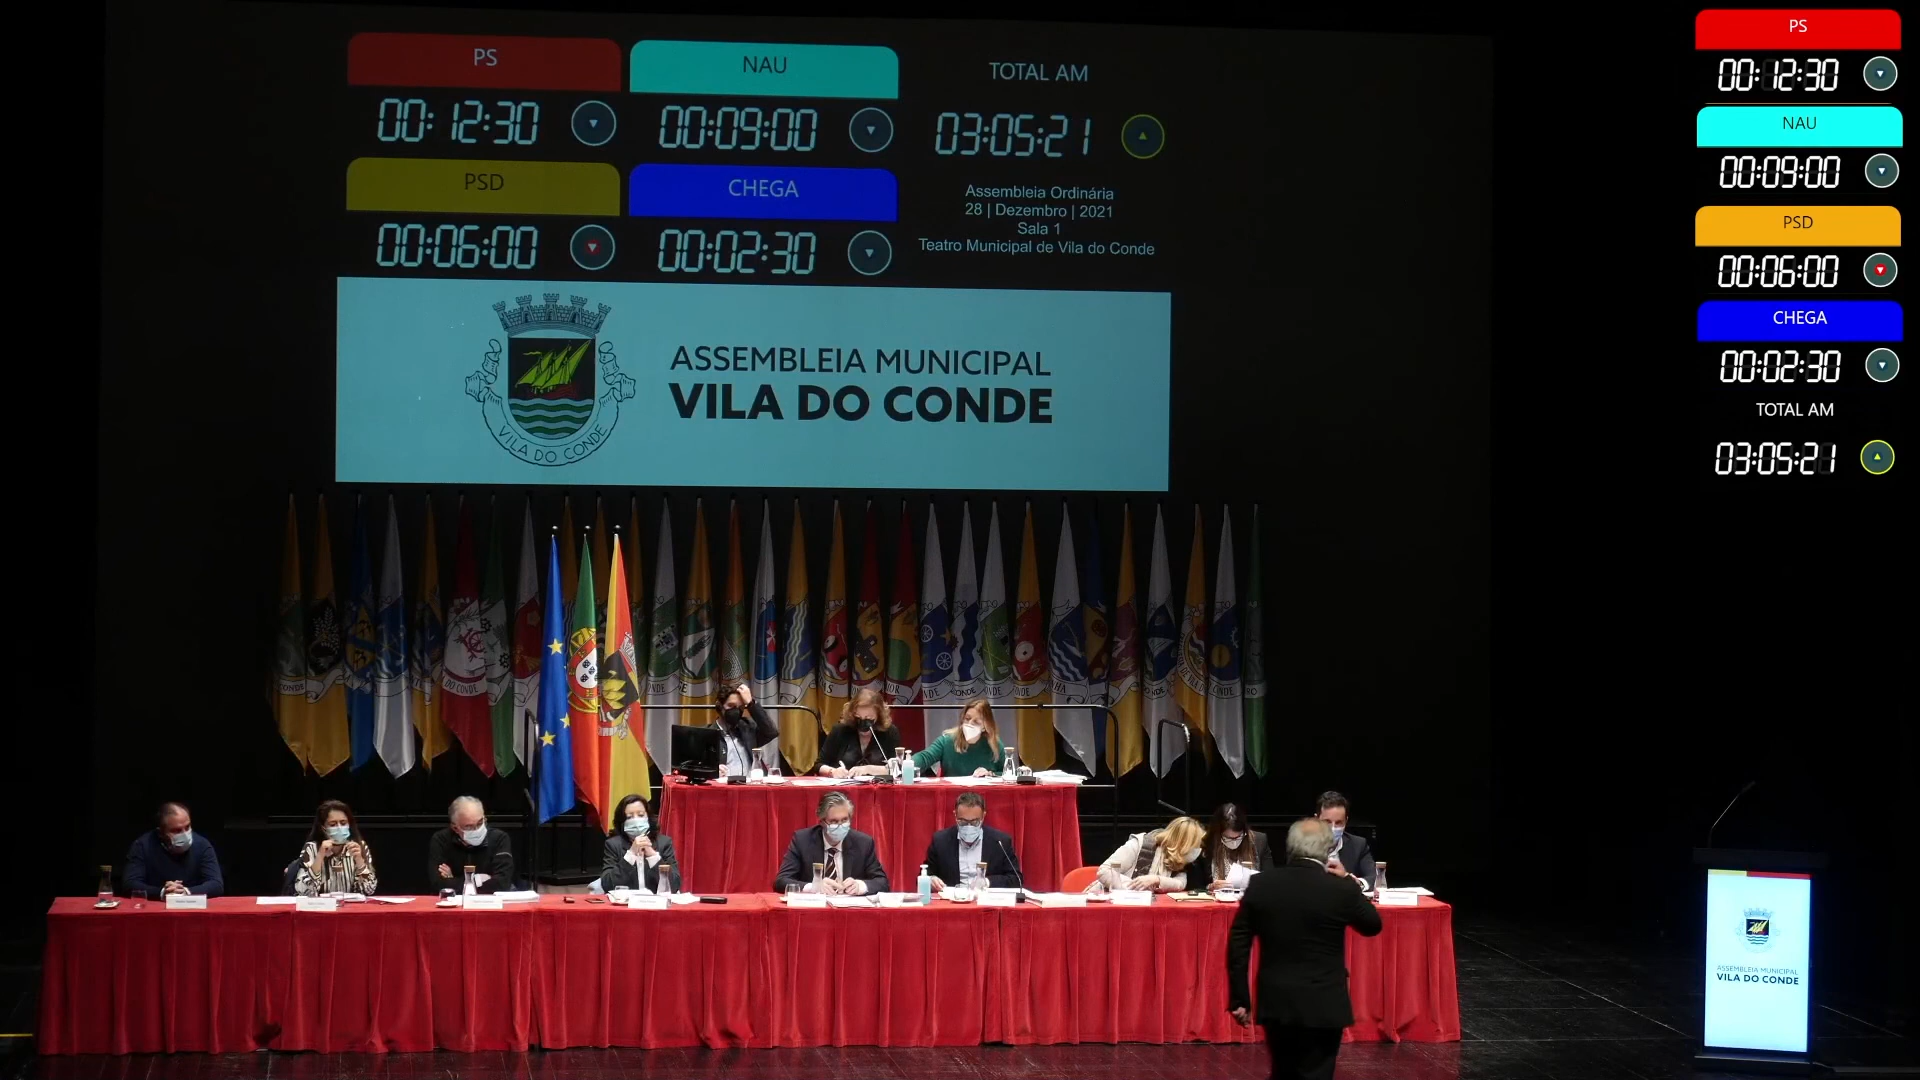 PS
NAU
TOTAL AM
00:12:30
00:09:00
03:05:21
PSD
CHEGA
00:06:00
00:02:30
Assembleia Ordinária
28 | Dezembro | 2021
Sala 1
Teatro Municipal de Vila do Conde
ASSEMBLEIA MUNICIPAL
VILA DO CONDE
VILA DO CONDE
PS
00:12:30
NAU
00:09:00
PSD
00:06:00
CHEGA
00:02:30
TOTAL AM
03:05:21
ASSEMBLEIA MUNICIPAL
VILA DO CONDE